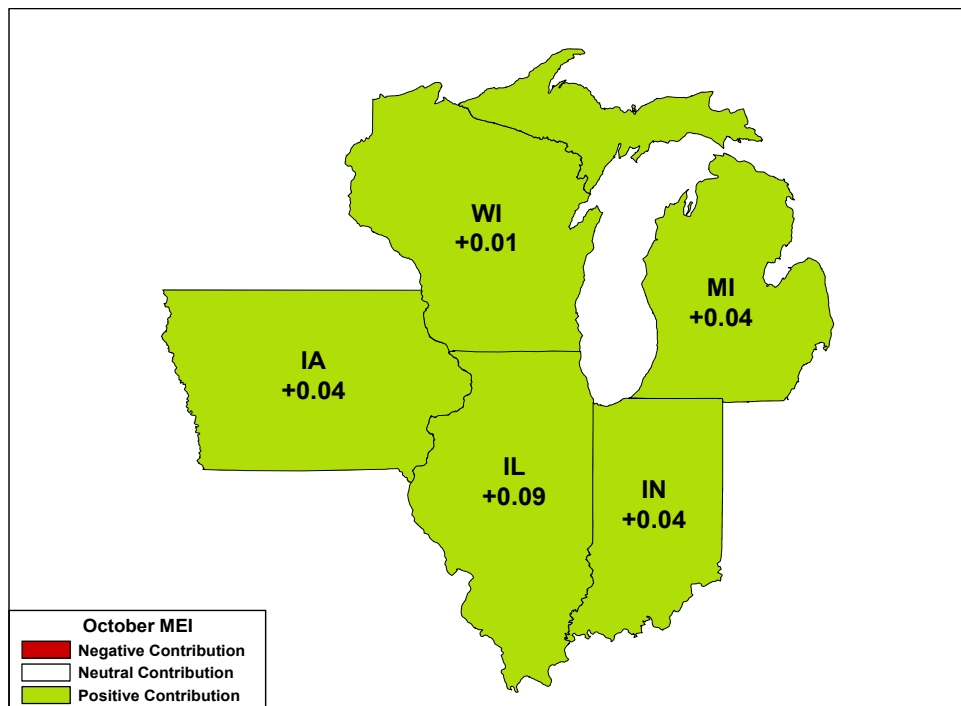 WI
+0.01
MI
+0.04
IA
+0.04
IL
+0.09
IN
+0.04
October MEI
Negative Contribution
Neutral Contribution
Positive Contribution